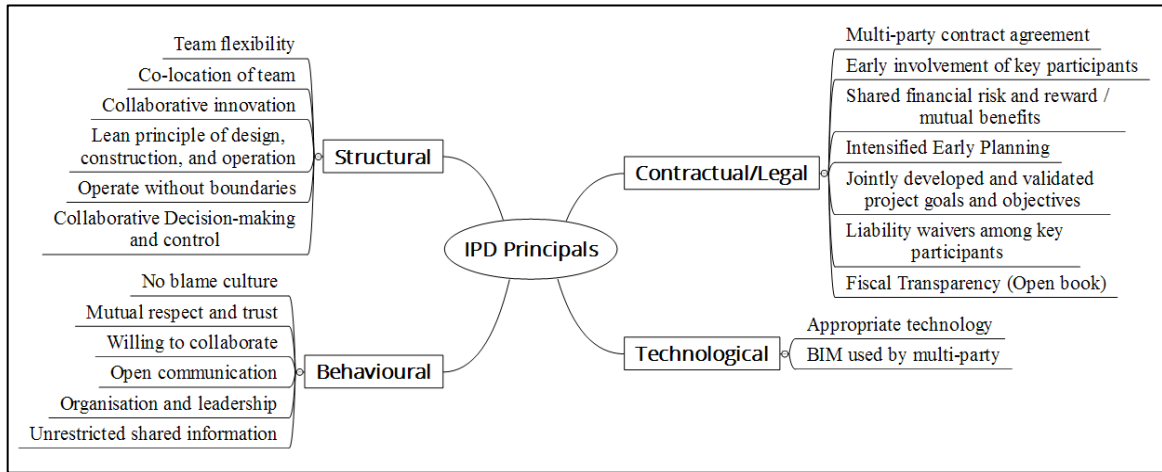 Team flexibility
Co-location of team
Collaborative innovation
Lean principle of design,
construction, and operation
Operate without boundaries
Collaborative Decision-making
and control
Structural
No blame culture
Mutual respect and trust
Willing to collaborate
Open communication
Organisation and leadership
Unrestricted shared information
Behavioural
IPD Principals
Contractual/Legal
Multi-party contract agreement
Early involvement of key participants
Shared financial risk and reward /
mutual benefits
Intensified Early Planning
Jointly developed and validated
project goals and objectives
Liability waivers among key
participants
Fiscal Transparency (Open book)
Technological
Appropriate technology
BIM used by multi-party